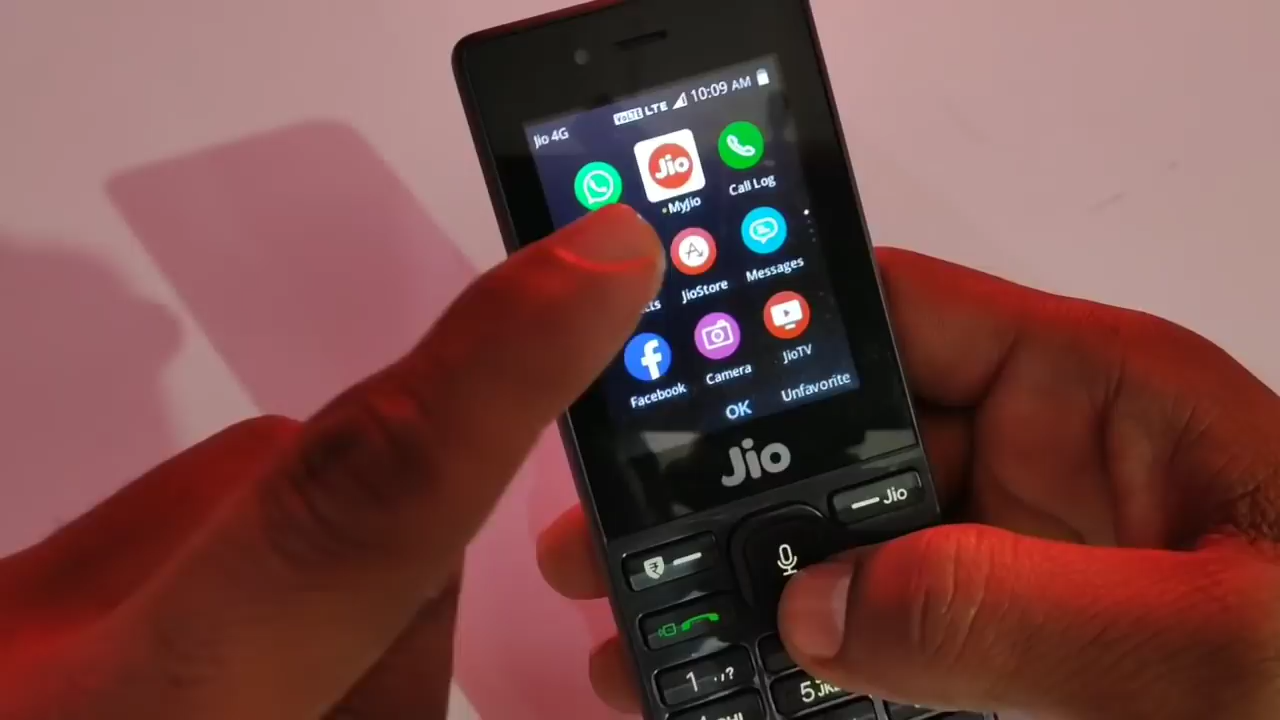 Jio 4G VoLTE LTE 10:09 AM
Jio
MyJio
Call Log
JioStore
Messages
Facebook
Camera
JioTV
OK
Unfavorite
Jio
Jio
1 .,?
5